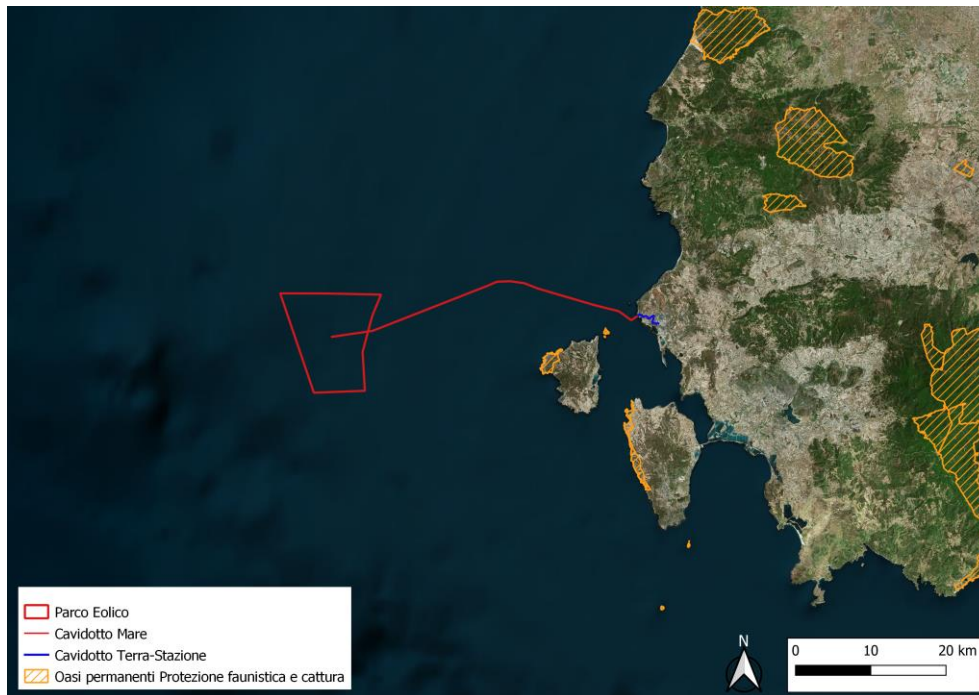 Parco Eolico
Cavidotto Mare
Cavidotto Terra-Stazione
Oasi permanenti Protezione faunistica e cattura
N
0 10 20 km